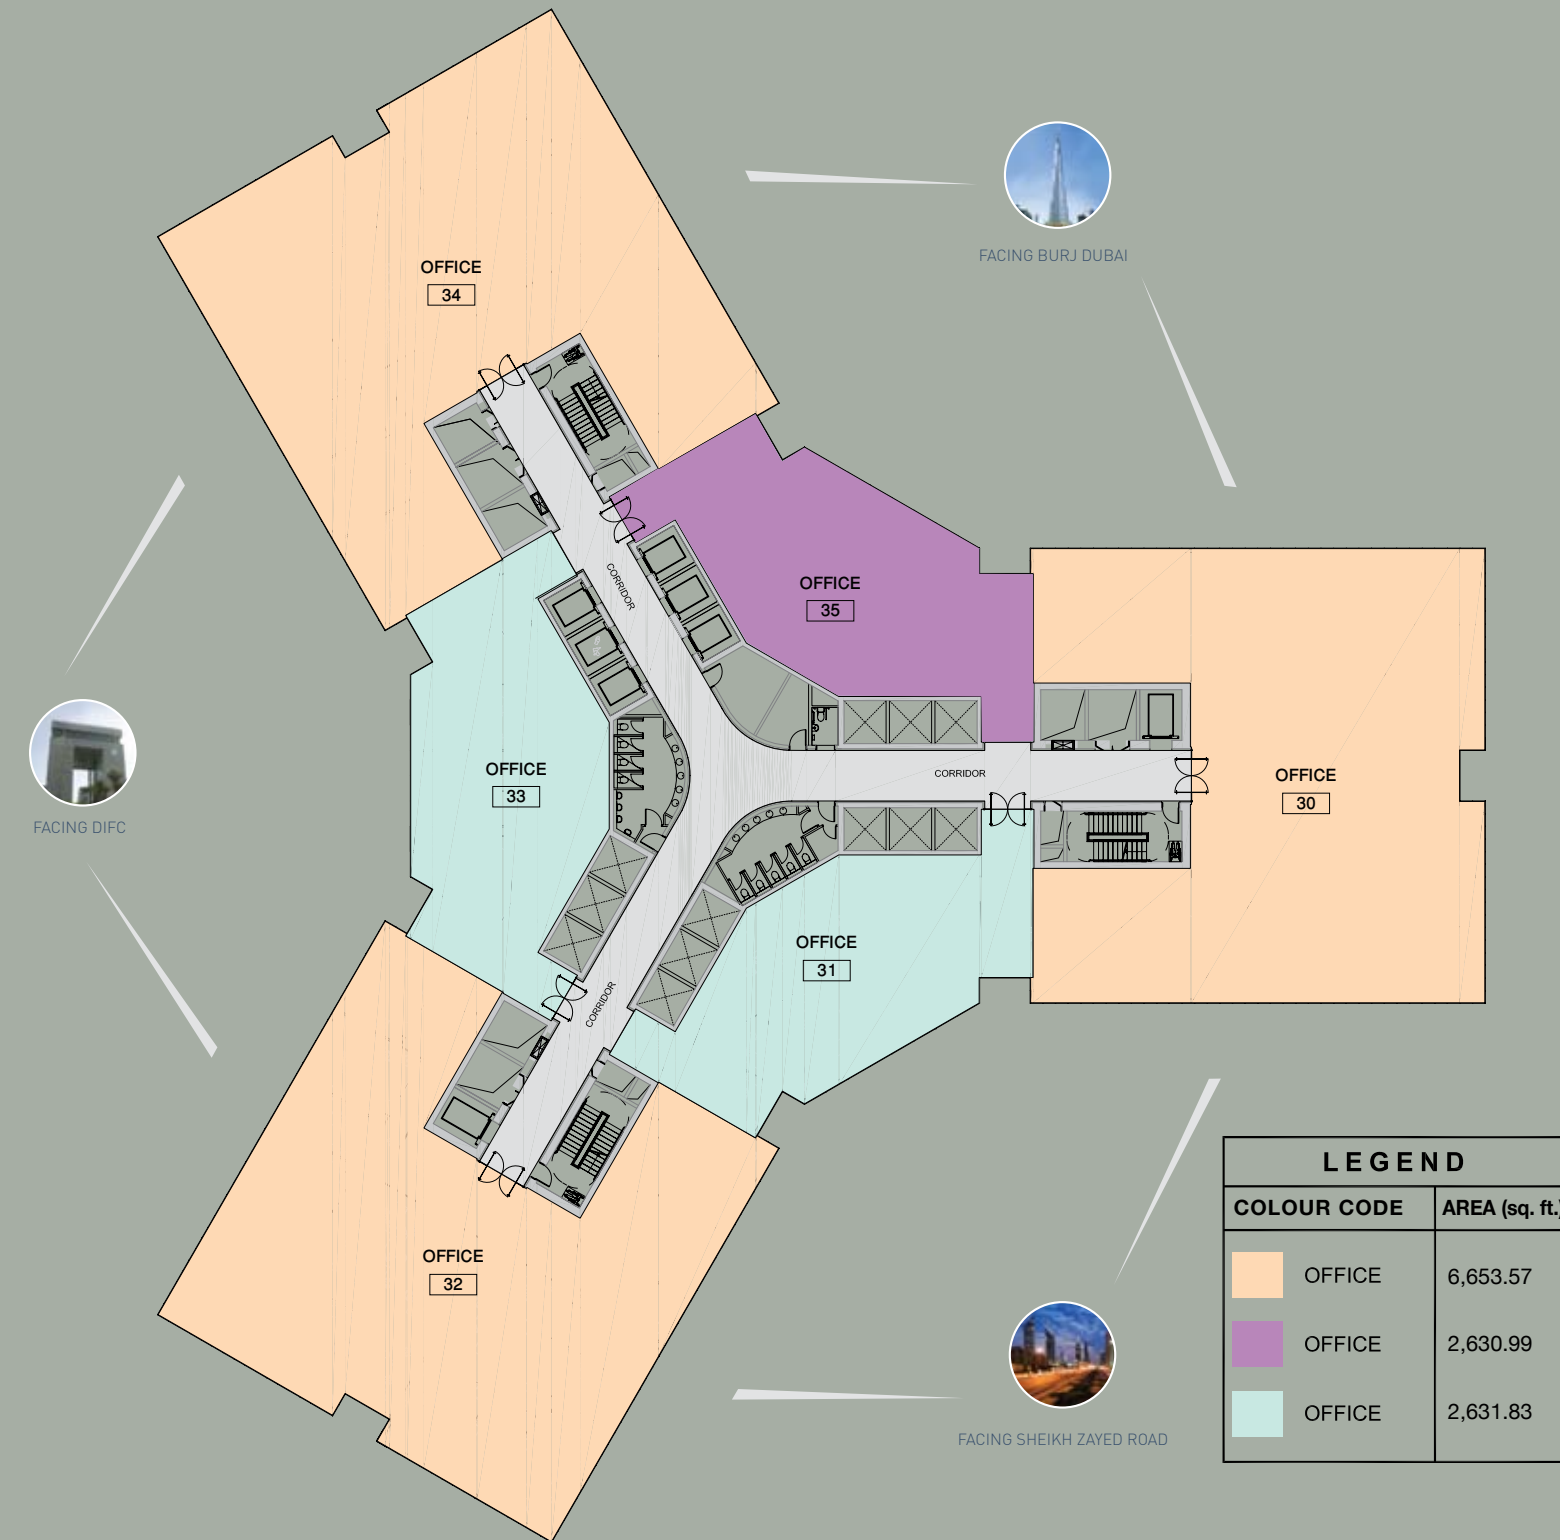 FACING BURJ DUBAI
OFFICE
34
CORRIDOR
OFFICE
35
OFFICE
33
CORRIDOR
OFFICE
30
FACING DIFC
OFFICE
31
CORRIDOR
OFFICE
32
FACING SHEIKH ZAYED ROAD
LEGEND
COLOUR CODE AREA (sq. ft.)
OFFICE 6,653.57
OFFICE 2,630.99
OFFICE 2,631.83